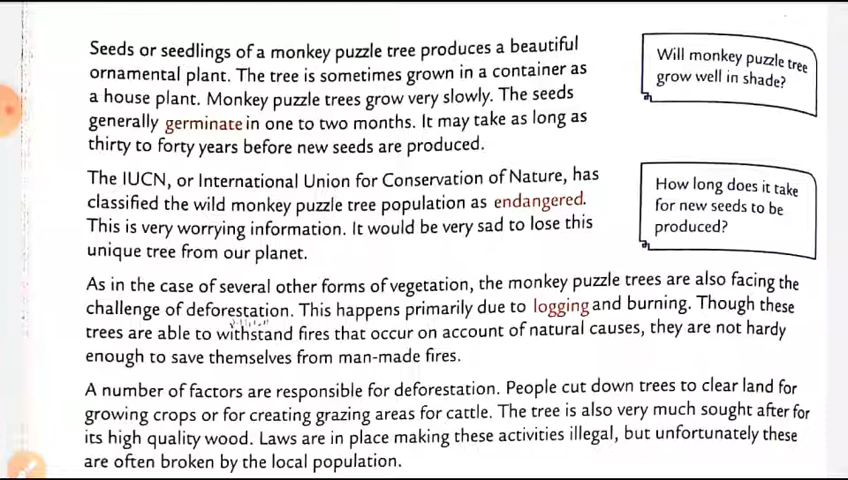 Seeds or seedlings of a monkey puzzle tree produces a beautiful
ornamental plant. The tree is sometimes grown in a container as
a house plant. Monkey puzzle trees grow very slowly. The seeds
generally germinate in one to two months. It may take as long as
thirty to forty years before new seeds are produced.
Will monkey puzzle tree
grow well in shade?
The IUCN, or International Union for Conservation of Nature, has
classified the wild monkey puzzle tree population as endangered.
This is very worrying information. It would be very sad to lose this
unique tree from our planet.
How long does it take
for new seeds to be
produced?
As in the case of several other forms of vegetation, the monkey puzzle trees are also facing the
challenge of deforestation. This happens primarily due to logging and burning. Though these
trees are able to withstand fires that occur on account of natural causes, they are not hardy
enough to save themselves from man-made fires.
A number of factors are responsible for deforestation. People cut down trees to clear land for
growing crops or for creating grazing areas for cattle. The tree is also very much sought after for
its high quality wood. Laws are in place making these activities illegal, but unfortunately these
are often broken by the local population.